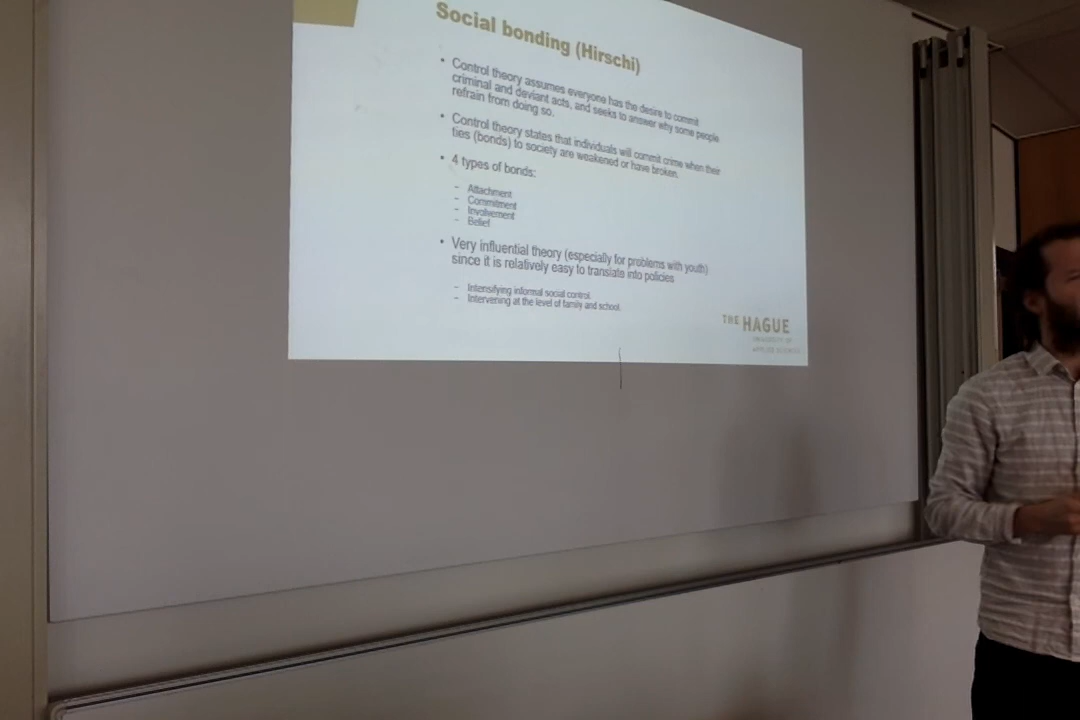 Social bonding (Hirschi)
• Control theory assumes everyone has the desire to commit
criminal and deviant acts, and seeks to answer why some people
refrain from doing so.
• Control theory states that individuals will commit crime when their
ties (bonds) to society are weakened or have broken.
• 4 types of bonds:
– Attachment
– Commitment
– Involvement
– Belief
• Very influential theory (especially for problems with youth)
since it is relatively easy to translate into policies
– Intensifying informal social control.
– Intervening at the level of family and school.
THE HAGUE
UNIVERSITY OF
APPLIED SCIENCES